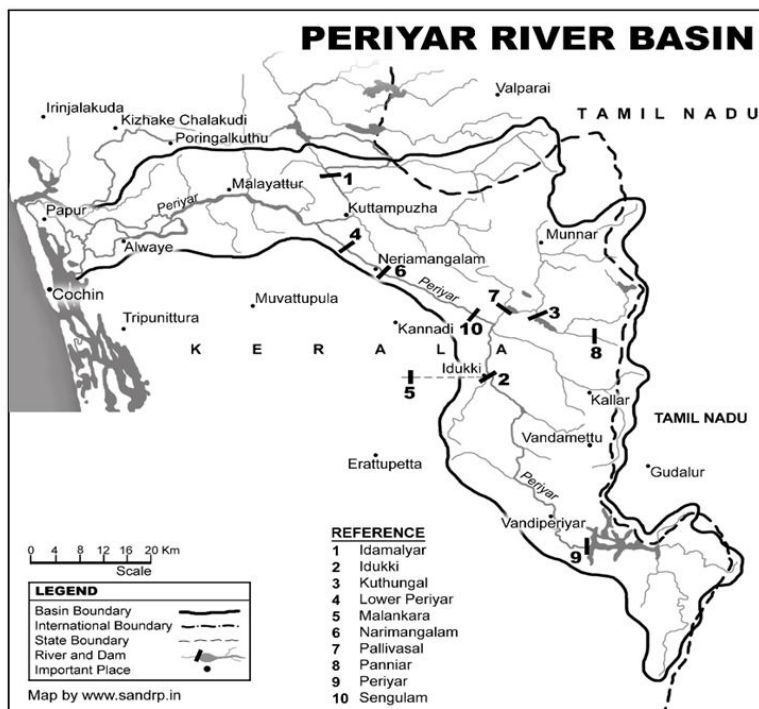 PERIYAR RIVER BASIN
Valparai
Irinjalakuda
TAMIL NADU
Kizhake Chalakudi
Poringalkuthu
1
Malayattur
Periyar
Papur
Kuttampuzha
4
Munnar
Alwaye
Neriamangalam
6
Periyar
Cochin
Muvattupula
7
3
Tripunittura
Kannadi
10
8
KERALA
Idukki
5
2
Kallar
TAMIL NADU
Vandamettu
Erattupetta
Gudalur
Periyar
Vandiperiyar
9
REFERENCE
1 Idamalyar
2 Idukki
3 Kuthungal
4 Lower Periyar
5 Malankara
6 Narimangalam
7 Pallivasal
8 Panniar
9 Periyar
10 Sengulam
0 4 8 12 16 20 Km
Scale
LEGEND
Basin Boundary
International Boundary
State Boundary
River and Dam
Important Place
Map by www.sandrp.in